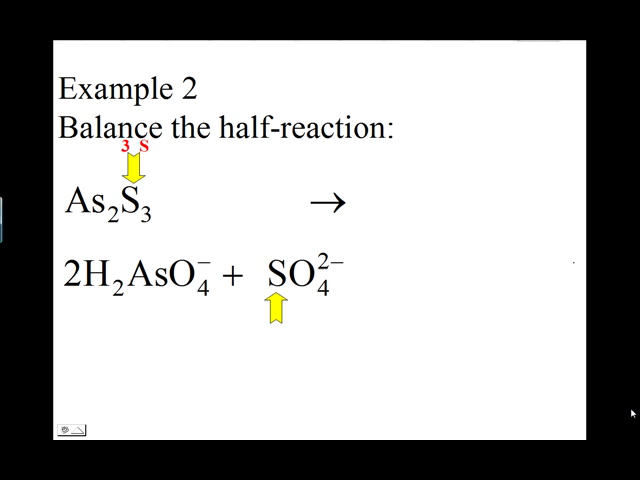 Example 2
Balance the half-reaction:
3 S
As₂S₃ →
2H₂AsO₄⁻ + SO₄²⁻